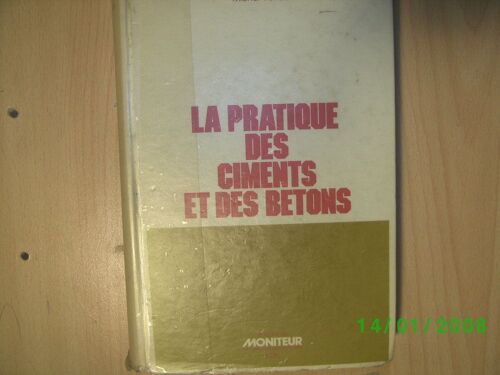 LA PRATIQUE
DES
CIMENTS
ET DES BETONS
MONITEUR
14/01/2008